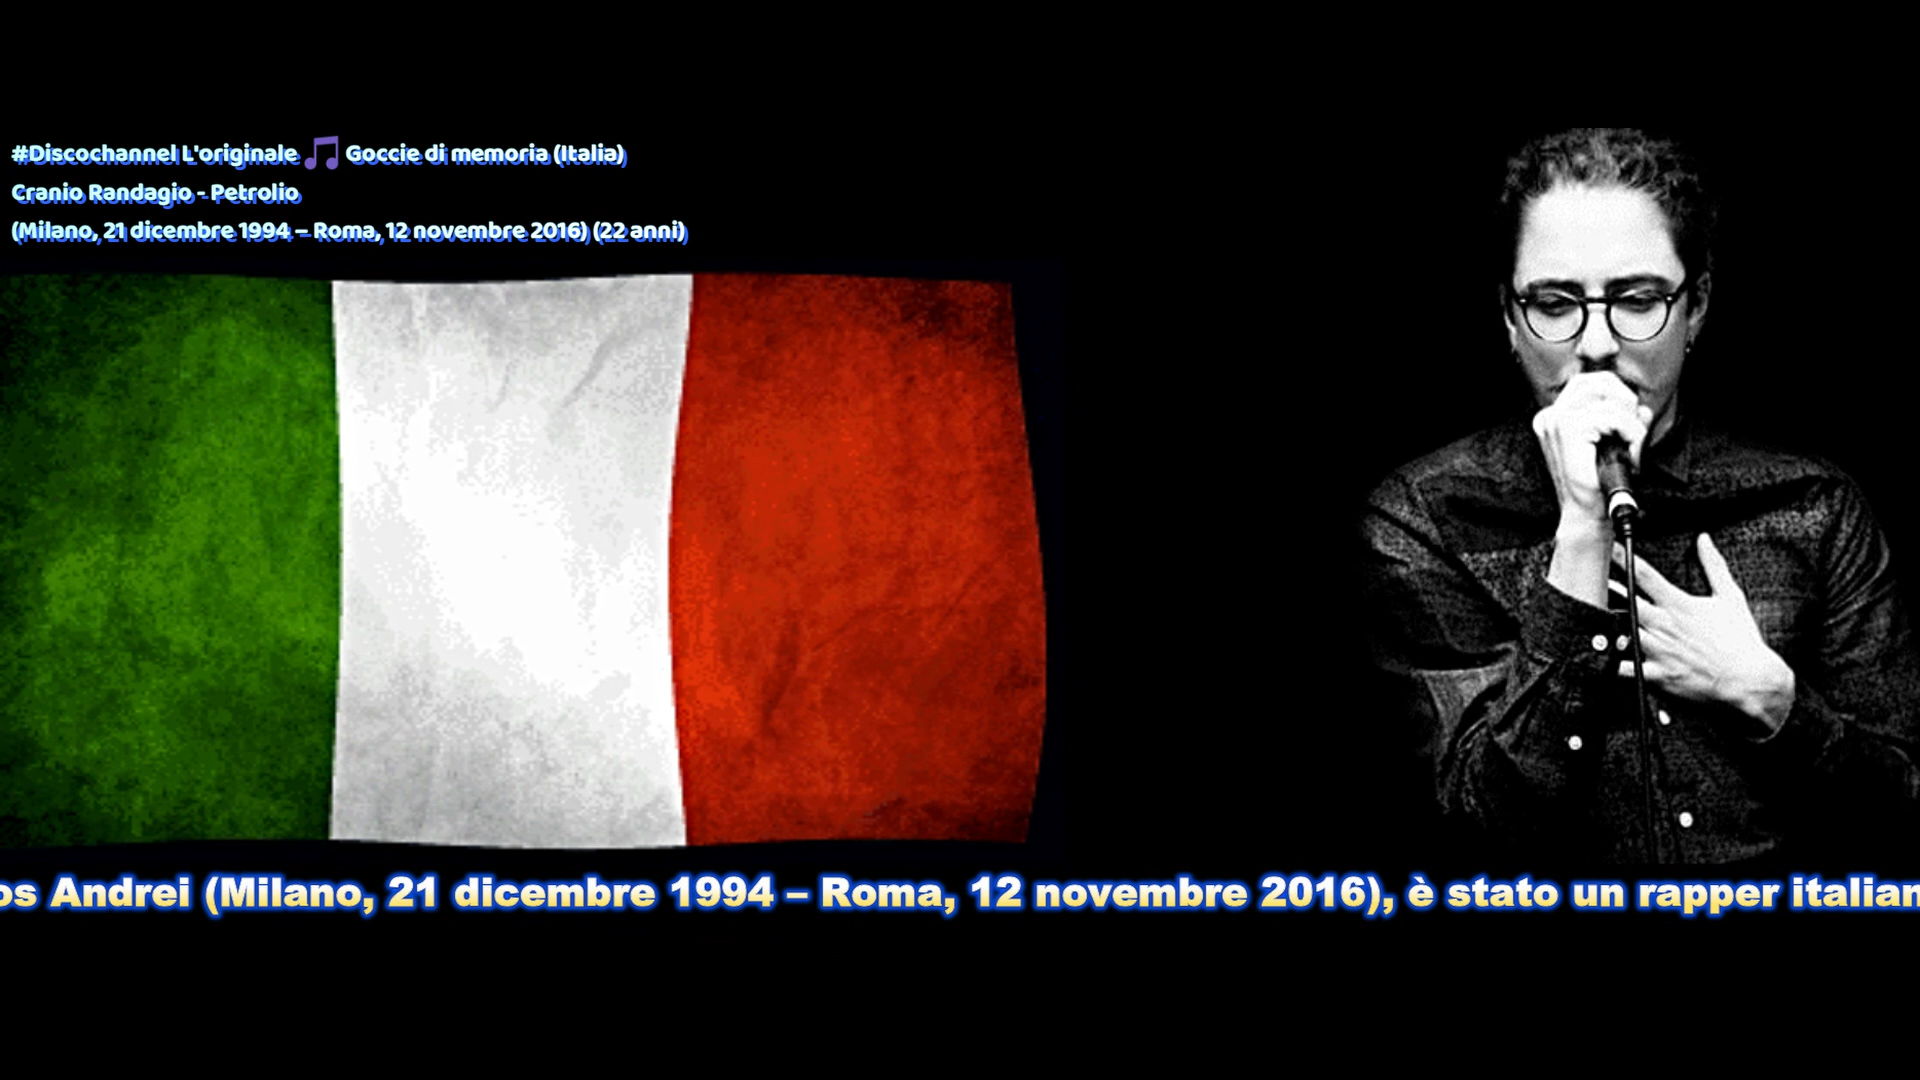 #Discochannel L'originale 🎵 Goccie di memoria (Italia)
Cranio Randagio - Petrolio
(Milano, 21 dicembre 1994 – Roma, 12 novembre 2016) (22 anni)
os Andrei (Milano, 21 dicembre 1994 – Roma, 12 novembre 2016), è stato un rapper italian